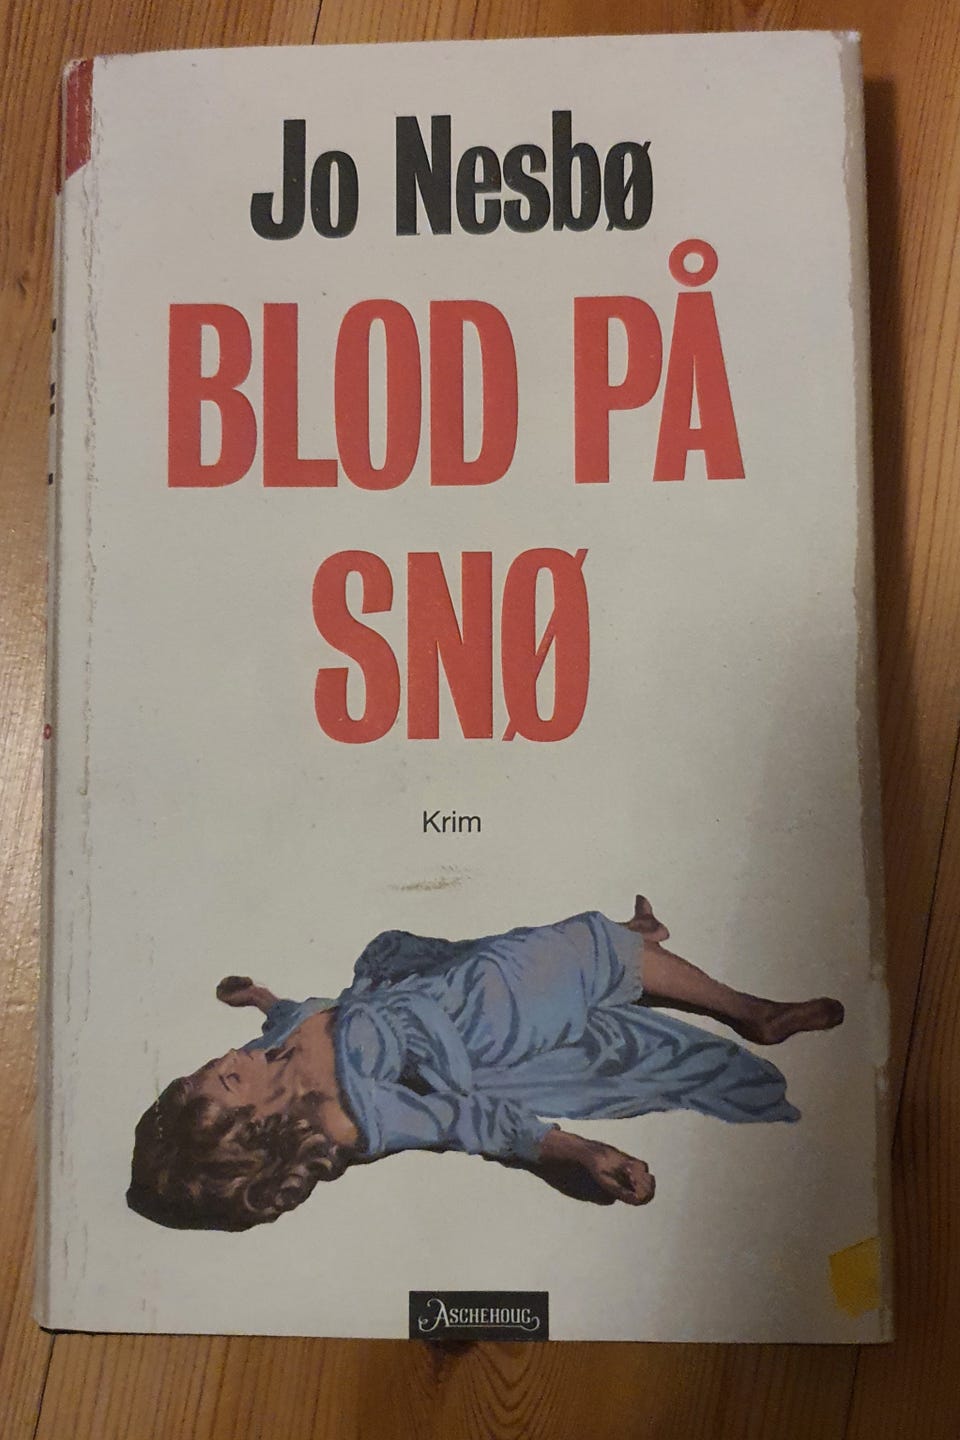 Jo Nesbø
BLOD PÅ
SNØ
Krim
ASCHEHOUG